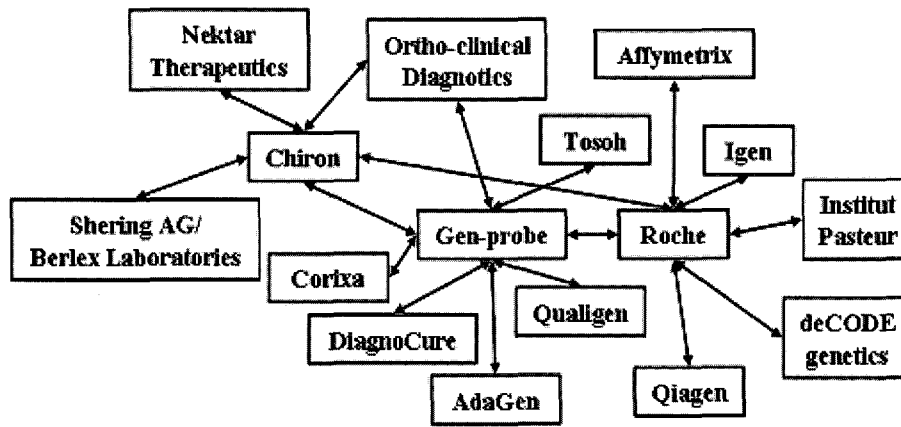 Nektar
Therapeutics
Ortho-clinical
Diagnotics
Affymetrix
Tosoh
Igen
Chiron
Shering AG/
Berlex Laboratories
Gen-probe
Roche
Institut
Pasteur
Corixa
Qualigen
DiagnoCure
deCODE
genetics
AdaGen
Qiagen